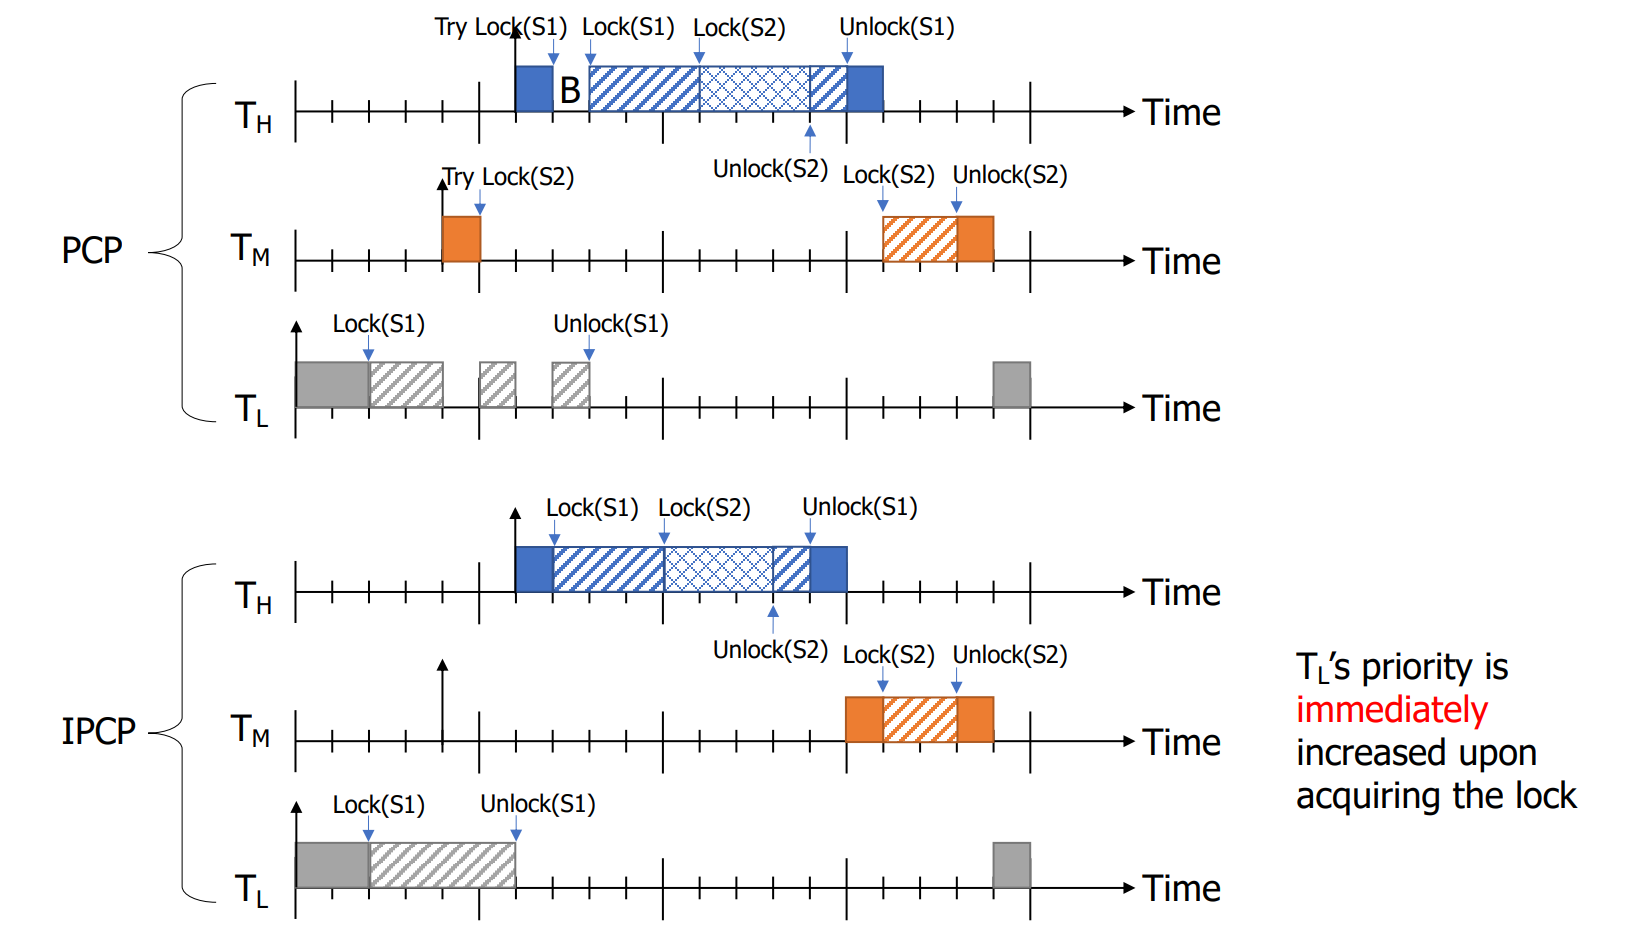 Try Lock(S1) Lock(S1) Lock(S2) Unlock(S1)
B
TH Time
Unlock(S2)
Try Lock(S2) Lock(S2) Unlock(S2)
PCP
TM Time
Lock(S1) Unlock(S1)
TL Time
Lock(S1) Lock(S2) Unlock(S1)
TH Time
Unlock(S2)
Lock(S2) Unlock(S2)
IPCP
TM Time
Lock(S1) Unlock(S1)
TL Time
TL’s priority is
immediately
increased upon
acquiring the lock